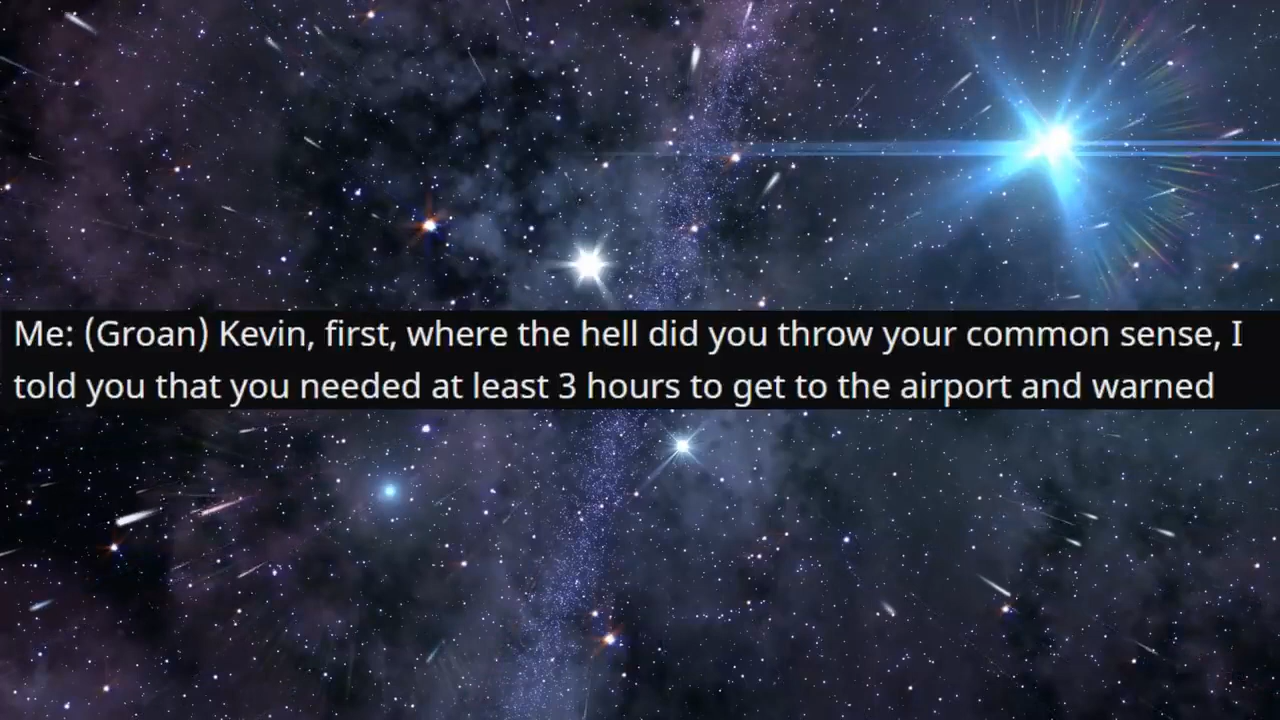 Me: (Groan) Kevin, first, where the hell did you throw your common sense, I
told you that you needed at least 3 hours to get to the airport and warned